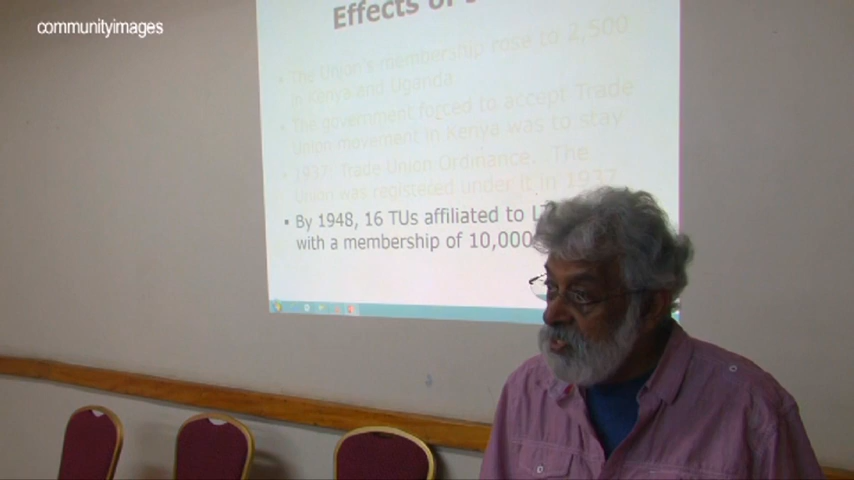 communityimages
Effects of
The Union's membership rose to 2,500
in Kenya and Uganda
The government forced to accept Trade
Union movement in Kenya was to stay
1937: Trade Union Ordinance. The
Union was registered under it in 1937
▪ By 1948, 16 TUs affiliated to
with a membership of 10,000